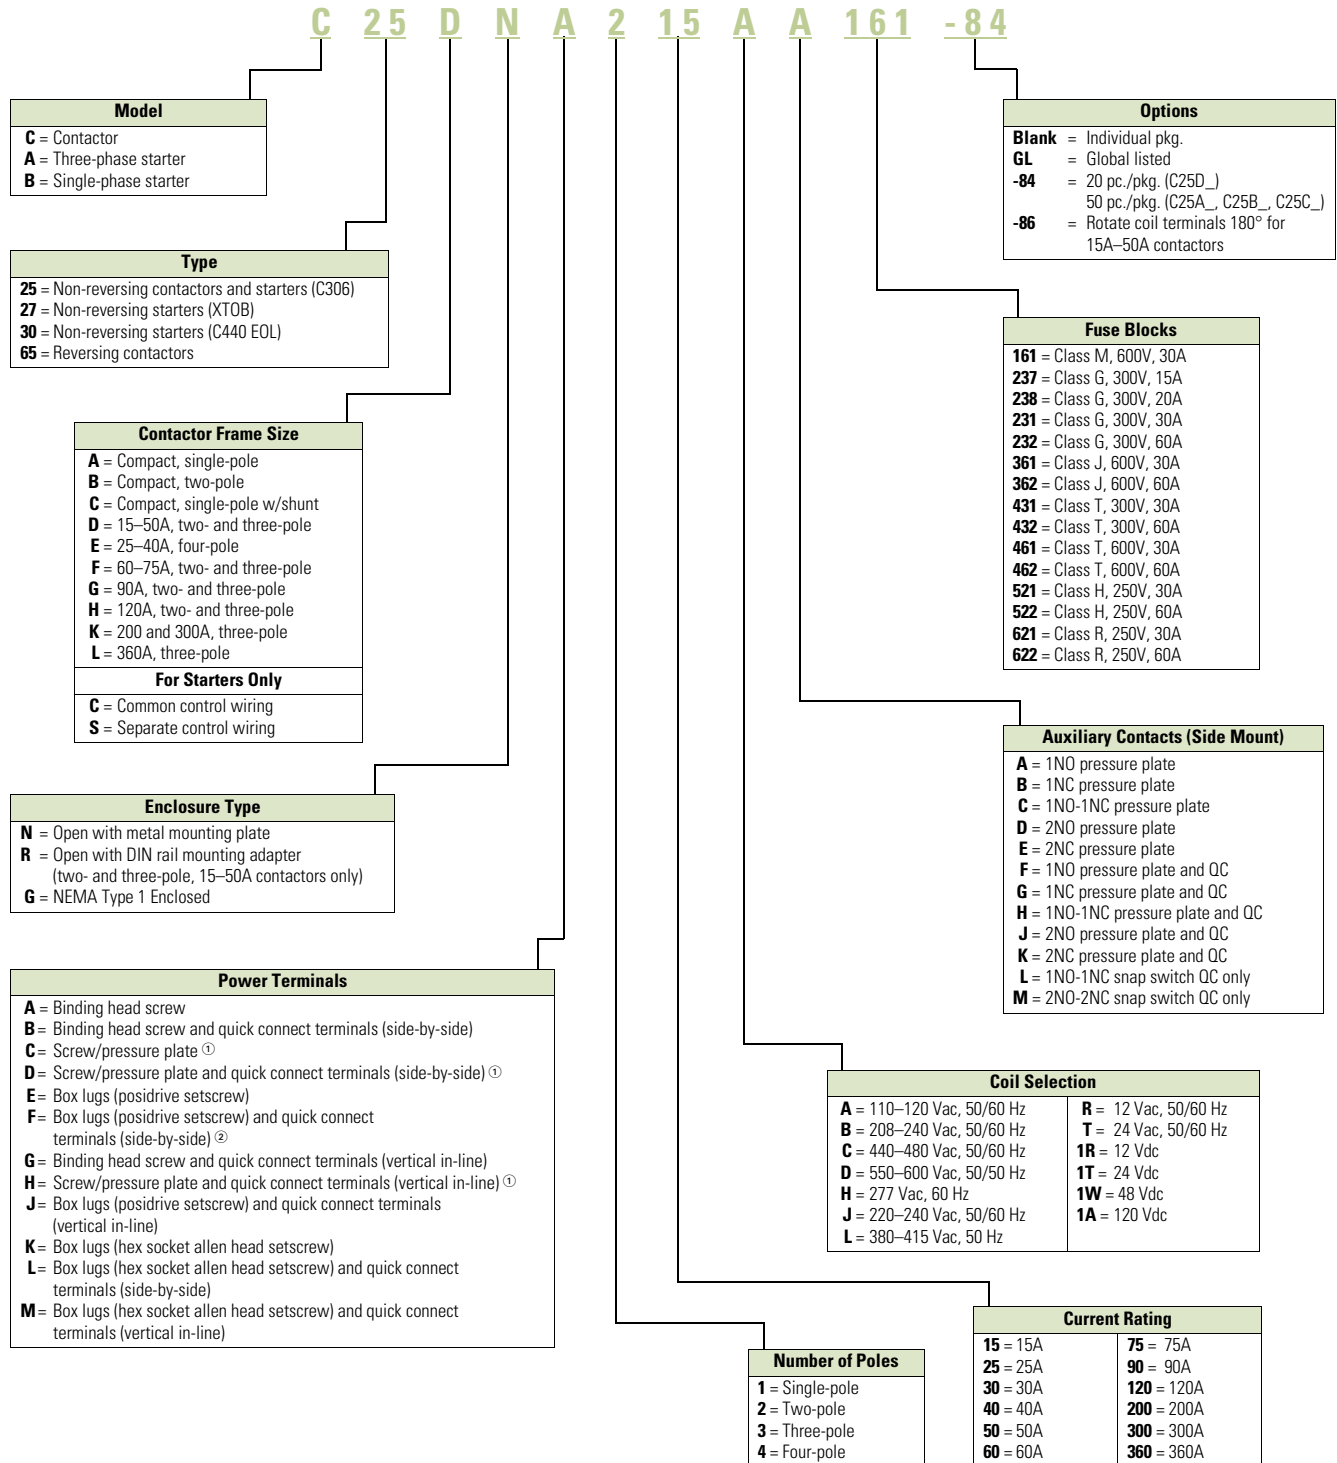 C 25 D N A 2 15 A A 161 -84
Model
C = Contactor
A = Three-phase starter
B = Single-phase starter
Type
25 = Non-reversing contactors and starters (C306)
27 = Non-reversing starters (XTOB)
30 = Non-reversing starters (C440 EOL)
65 = Reversing contactors
Contactor Frame Size
A = Compact, single-pole
B = Compact, two-pole
C = Compact, single-pole w/shunt
D = 15–50A, two- and three-pole
E = 25–40A, four-pole
F = 60–75A, two- and three-pole
G = 90A, two- and three-pole
H = 120A, two- and three-pole
K = 200 and 300A, three-pole
L = 360A, three-pole
For Starters Only
C = Common control wiring
S = Separate control wiring
Enclosure Type
N = Open with metal mounting plate
R = Open with DIN rail mounting adapter
(two- and three-pole, 15–50A contactors only)
G = NEMA Type 1 Enclosed
Power Terminals
A = Binding head screw
B = Binding head screw and quick connect terminals (side-by-side)
C = Screw/pressure plate ①
D = Screw/pressure plate and quick connect terminals (side-by-side) ①
E = Box lugs (posidrive setscrew)
F = Box lugs (posidrive setscrew) and quick connect
terminals (side-by-side) ②
G = Binding head screw and quick connect terminals (vertical in-line)
H = Screw/pressure plate and quick connect terminals (vertical in-line) ①
J = Box lugs (posidrive setscrew) and quick connect terminals
(vertical in-line)
K = Box lugs (hex socket allen head setscrew)
L = Box lugs (hex socket allen head setscrew) and quick connect
terminals (side-by-side)
M = Box lugs (hex socket allen head setscrew) and quick connect
terminals (vertical in-line)
Options
Blank = Individual pkg.
GL = Global listed
-84 = 20 pc./pkg. (C25D_)
50 pc./pkg. (C25A_, C25B_, C25C_)
-86 = Rotate coil terminals 180° for
15A–50A contactors
Fuse Blocks
161 = Class M, 600V, 30A
237 = Class G, 300V, 15A
238 = Class G, 300V, 20A
231 = Class G, 300V, 30A
232 = Class G, 300V, 60A
361 = Class J, 600V, 30A
362 = Class J, 600V, 60A
431 = Class T, 300V, 30A
432 = Class T, 300V, 60A
461 = Class T, 600V, 30A
462 = Class T, 600V, 60A
521 = Class H, 250V, 30A
522 = Class H, 250V, 60A
621 = Class R, 250V, 30A
622 = Class R, 250V, 60A
Auxiliary Contacts (Side Mount)
A = 1NO pressure plate
B = 1NC pressure plate
C = 1NO-1NC pressure plate
D = 2NO pressure plate
E = 2NC pressure plate
F = 1NO pressure plate and QC
G = 1NC pressure plate and QC
H = 1NO-1NC pressure plate and QC
J = 2NO pressure plate and QC
K = 2NC pressure plate and QC
L = 1NO-1NC snap switch QC only
M = 2NO-2NC snap switch QC only
Coil Selection
A = 110–120 Vac, 50/60 Hz
B = 208–240 Vac, 50/60 Hz
C = 440–480 Vac, 50/60 Hz
D = 550–600 Vac, 50/50 Hz
H = 277 Vac, 60 Hz
J = 220–240 Vac, 50/60 Hz
L = 380–415 Vac, 50 Hz
R = 12 Vac, 50/60 Hz
T = 24 Vac, 50/60 Hz
1R = 12 Vdc
1T = 24 Vdc
1W = 48 Vdc
1A = 120 Vdc
Number of Poles
1 = Single-pole
2 = Two-pole
3 = Three-pole
4 = Four-pole
Current Rating
15 = 15A
25 = 25A
30 = 30A
40 = 40A
50 = 50A
60 = 60A
75 = 75A
90 = 90A
120 = 120A
200 = 200A
300 = 300A
360 = 360A